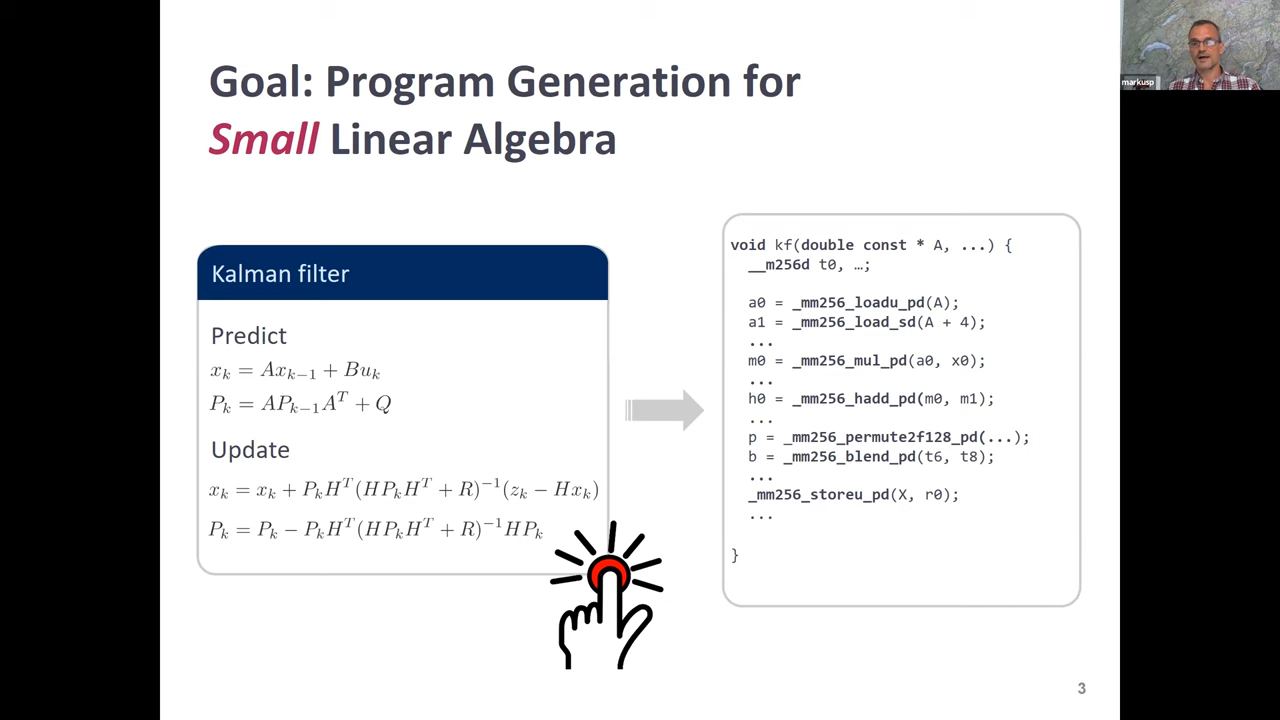 markusp
Goal: Program Generation for
Small Linear Algebra
Kalman filter
Predict
x_k = Ax_{k−1} + Bu_k
P_k = AP_{k−1}A^T + Q
Update
x_k = x_k + P_kH^T(HP_kH^T + R)^{−1}(z_k − Hx_k)
P_k = P_k − P_kH^T(HP_kH^T + R)^{−1}HP_k
void kf(double const * A, ...) {
__m256d t0, …;
a0 = _mm256_loadu_pd(A);
a1 = _mm256_load_sd(A + 4);
...
m0 = _mm256_mul_pd(a0, x0);
...
h0 = _mm256_hadd_pd(m0, m1);
...
p = _mm256_permute2f128_pd(...);
b = _mm256_blend_pd(t6, t8);
...
_mm256_storeu_pd(X, r0);
...
}
3